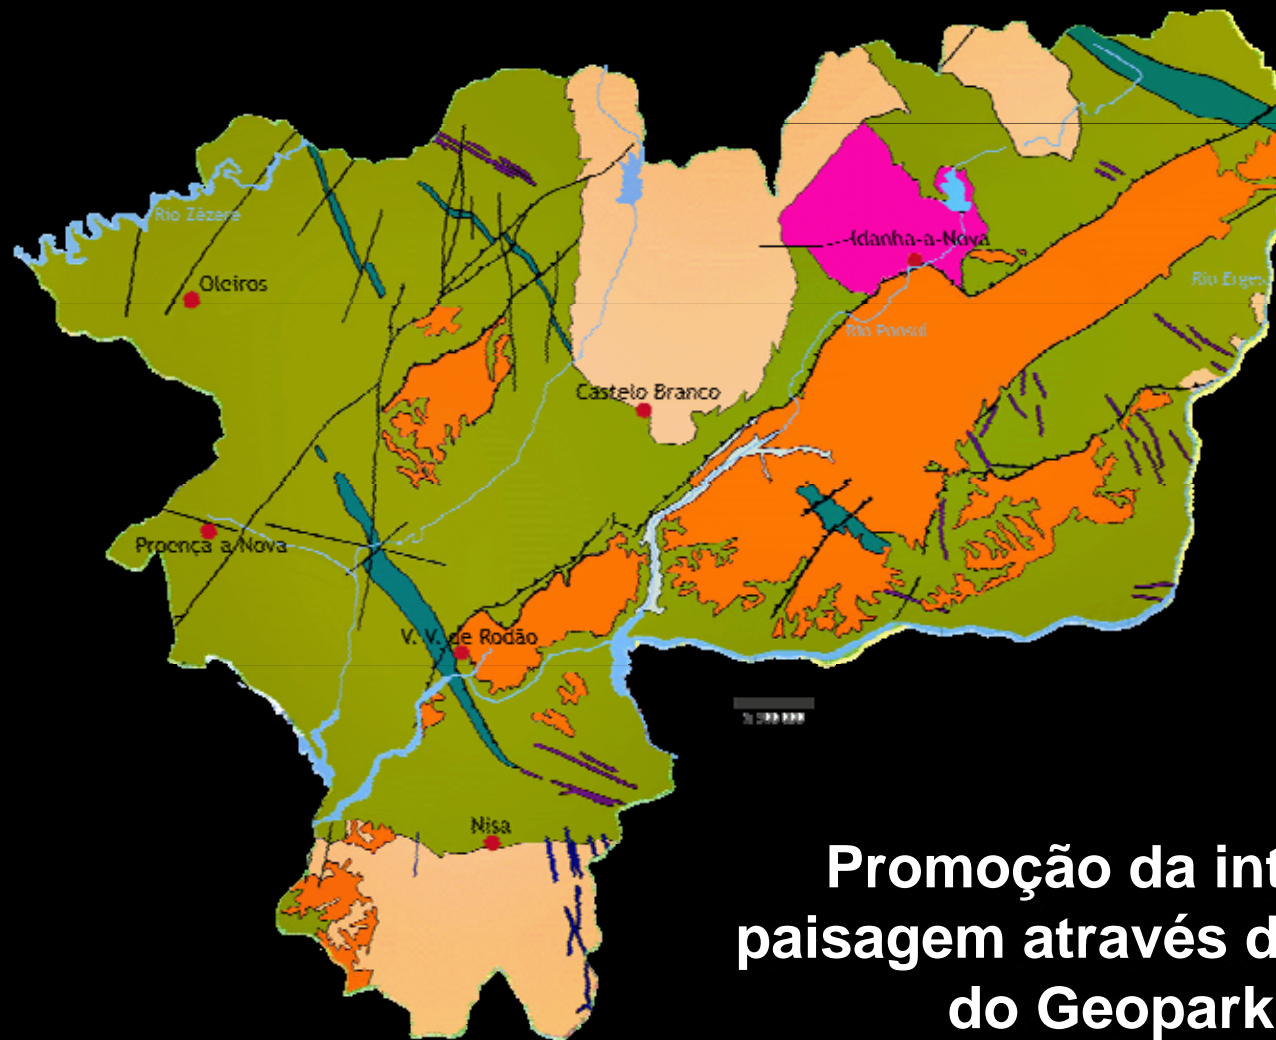 Rio Zêzere
Oleiros
Idanha-a-Nova
Rio Erges
Rio Ponsul
Castelo Branco
Proença a Nova
V. V. de Rodão
Nisa
Promoção da int
paisagem através d
do Geopark